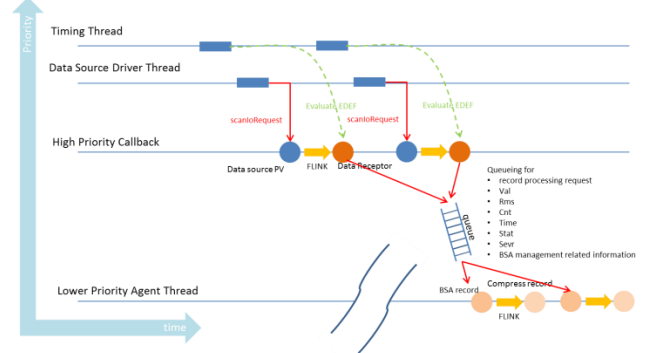 Priority
Timing Thread
Data Source Driver Thread
Evaluate EDEF
Evaluate EDEF
scanIoRequest
scanIoRequest
High Priority Callback
Data source PV
FLINK
Data Receptor
Queueing for
• record processing request
• Val
• Rms
• Cnt
• Time
• Stat
• Sevr
• BSA management related information
queue
Lower Priority Agent Thread
BSA record
Compress record
FLINK
time